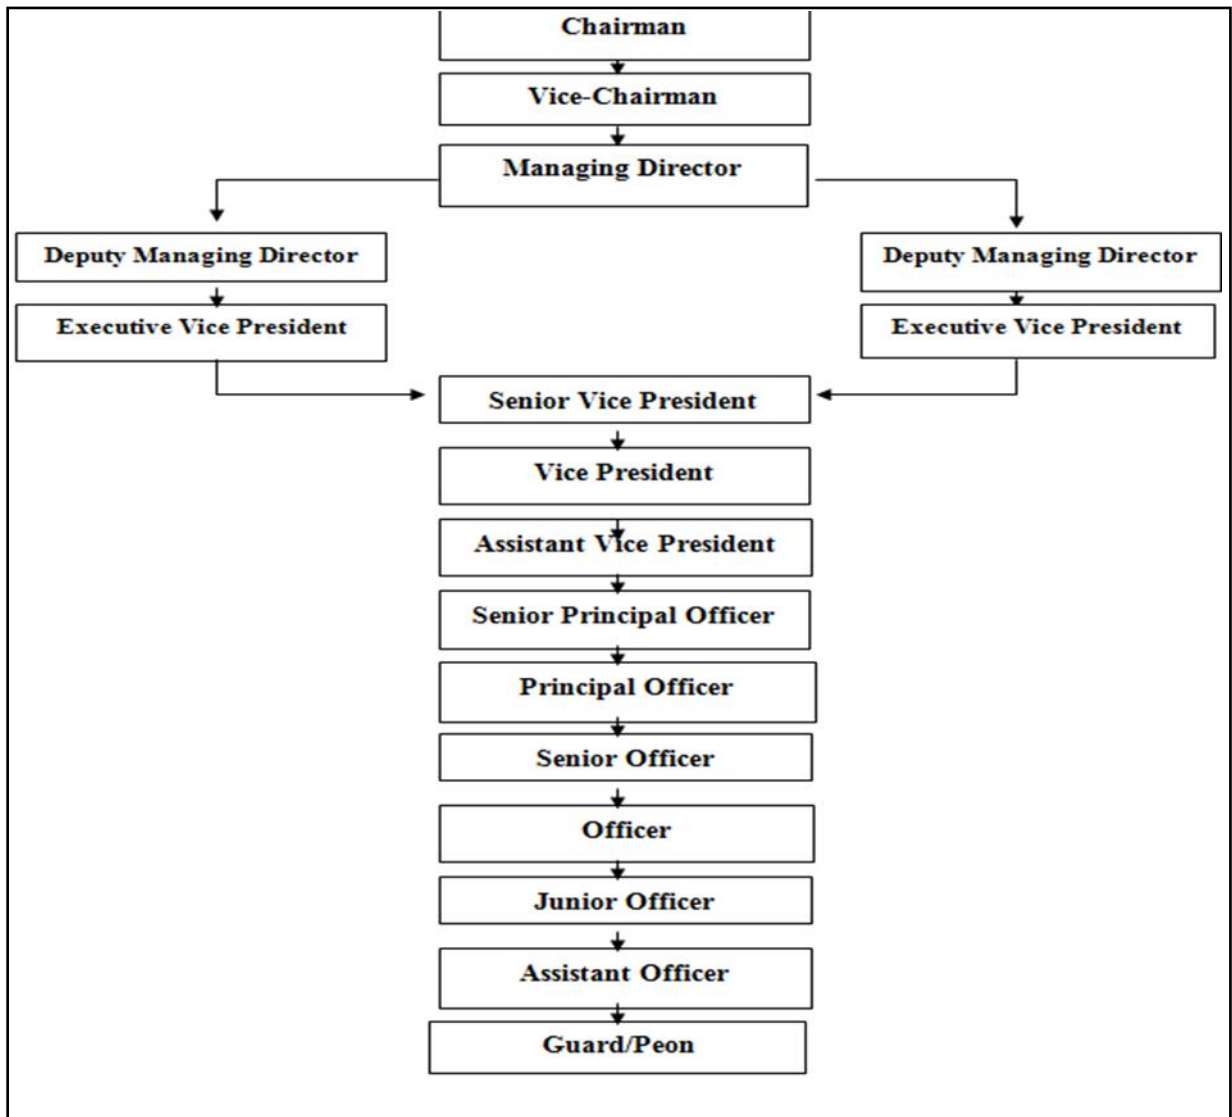 Chairman
Vice-Chairman
Managing Director
Deputy Managing Director
Deputy Managing Director
Executive Vice President
Executive Vice President
Senior Vice President
Vice President
Assistant Vice President
Senior Principal Officer
Principal Officer
Senior Officer
Officer
Junior Officer
Assistant Officer
Guard/Peon